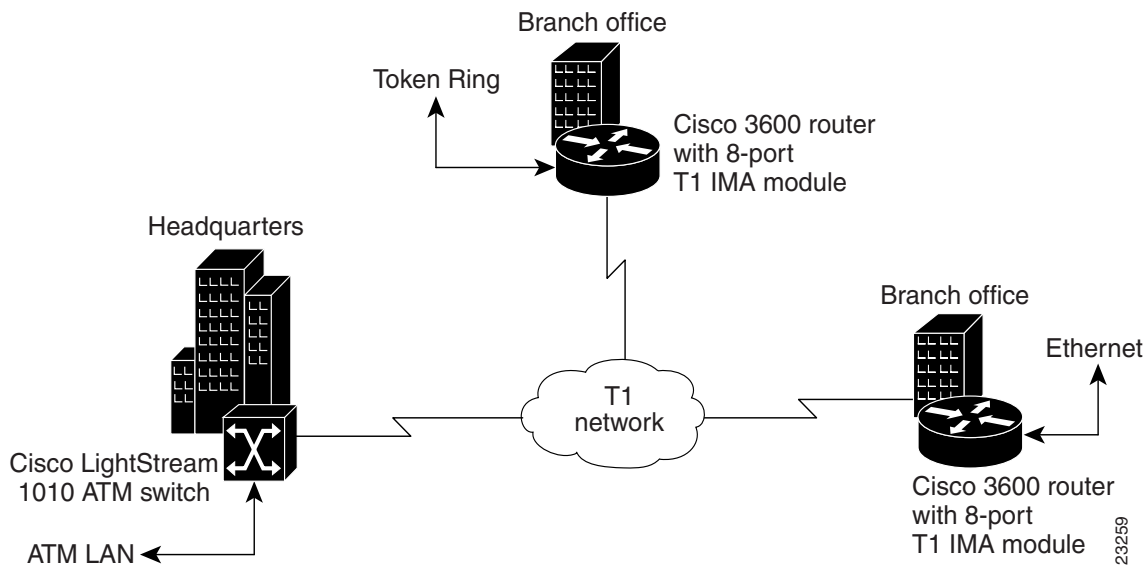 Branch office
Token Ring
Cisco 3600 router
with 8-port
T1 IMA module
Headquarters
Branch office
Ethernet
T1
network
Cisco LightStream
1010 ATM switch
Cisco 3600 router
with 8-port
T1 IMA module
ATM LAN
23259